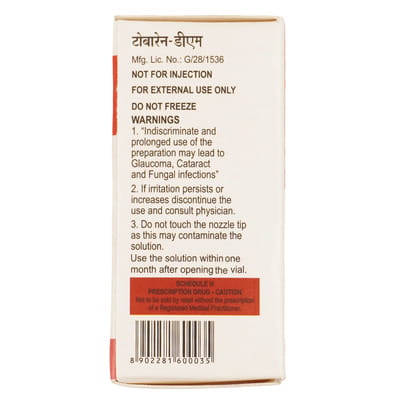 टोबारेन-डीएम
Mfg. Lic. No.: G/28/1536
NOT FOR INJECTION
FOR EXTERNAL USE ONLY
DO NOT FREEZE
WARNINGS
1. “Indiscriminate and
prolonged use of the
preparation may lead to
Glaucoma, Cataract
and Fungal infections”
2. If irritation persists or
increases discontinue the
use and consult physician.
3. Do not touch the nozzle tip
as this may contaminate the
solution.
Use the solution within one
month after opening the vial.
SCHEDULE H
PRESCRIPTION DRUG - CAUTION
Not to be sold by retail without the prescription
of a Registered Medical Practitioner.
8 902281 600035